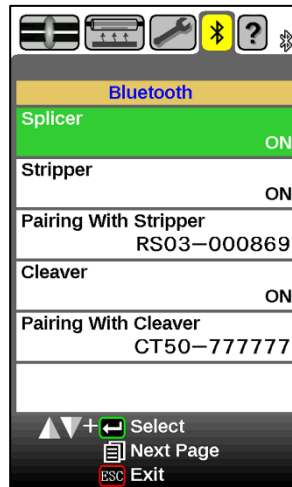 ?
Bluetooth
Splicer
ON
Stripper
ON
Pairing With Stripper
RS03-000869
Cleaver
ON
Pairing With Cleaver
CT50-777777
+ Select
Next Page
ESC Exit